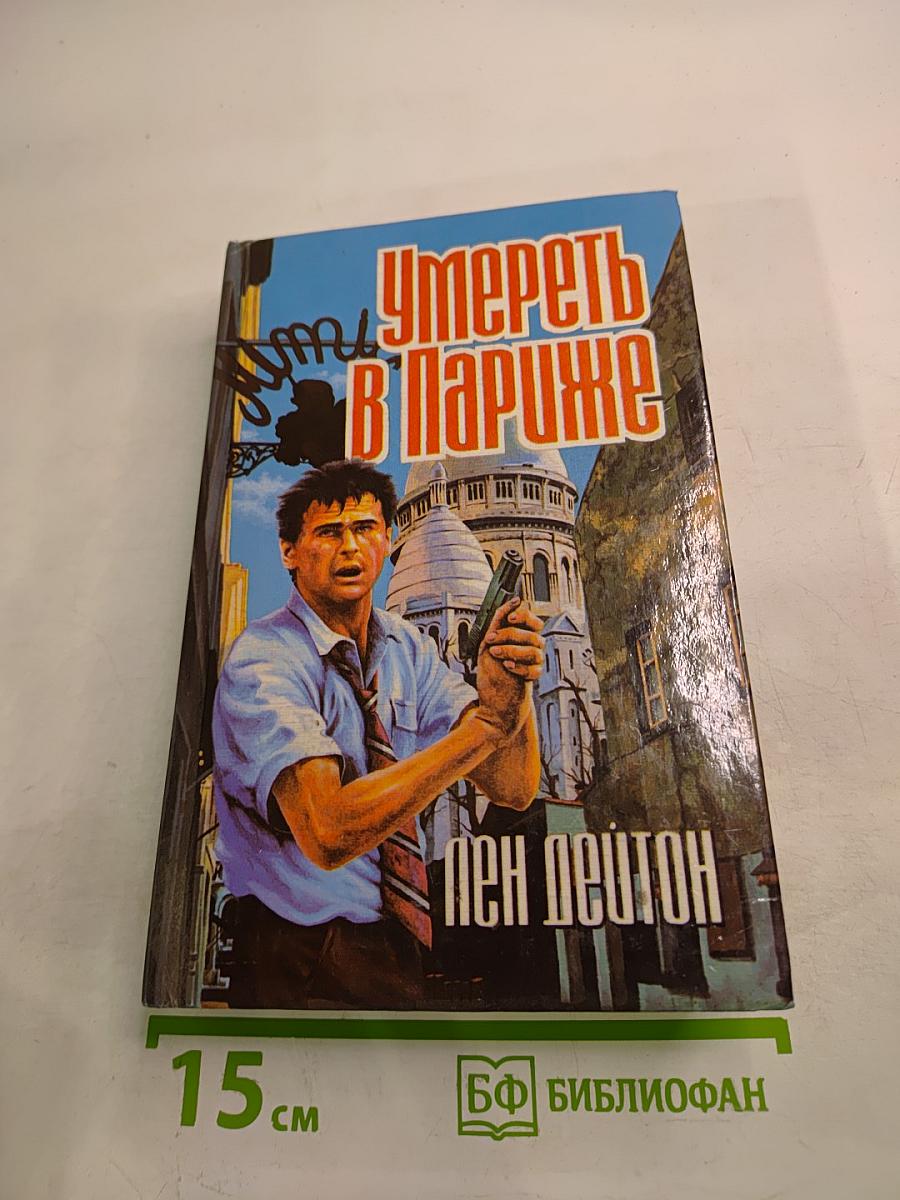 Умереть
в Париже
Лен Дейтон
15 см
БФ БИБЛИОФАН